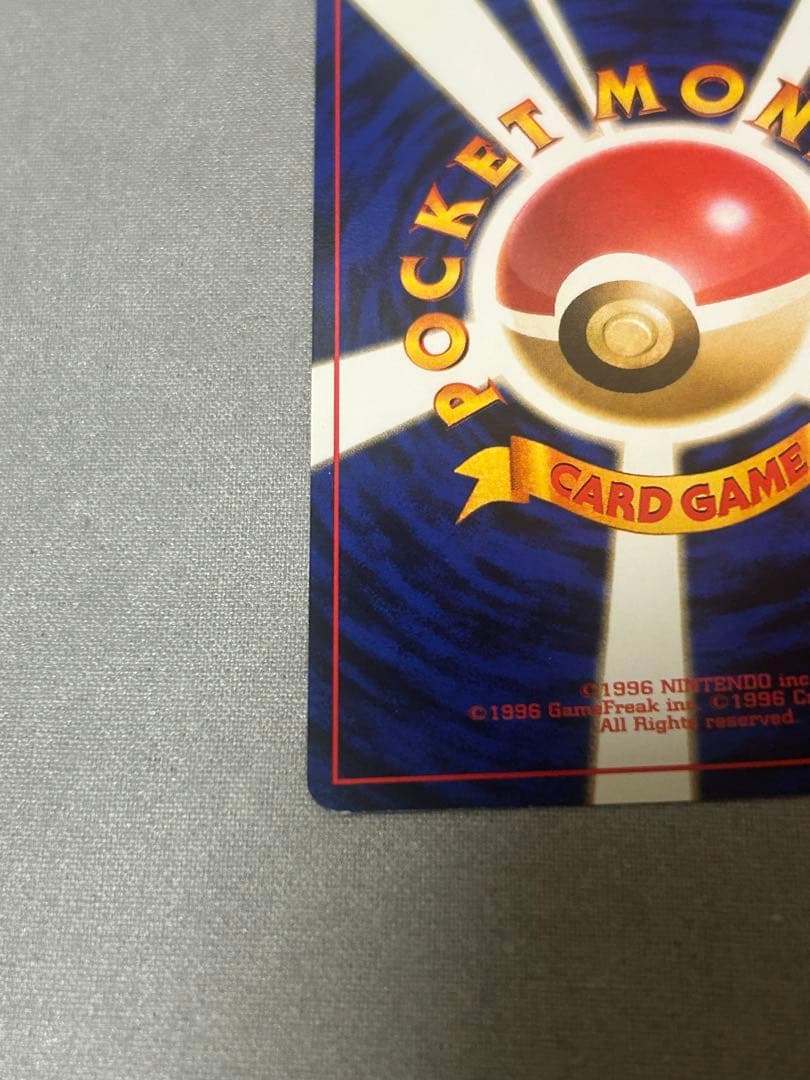 POCKET MON
CARD GAME
©1996 NINTENDO inc
©1996 GameFreak inc. ©1996 C
All Rights reserved.